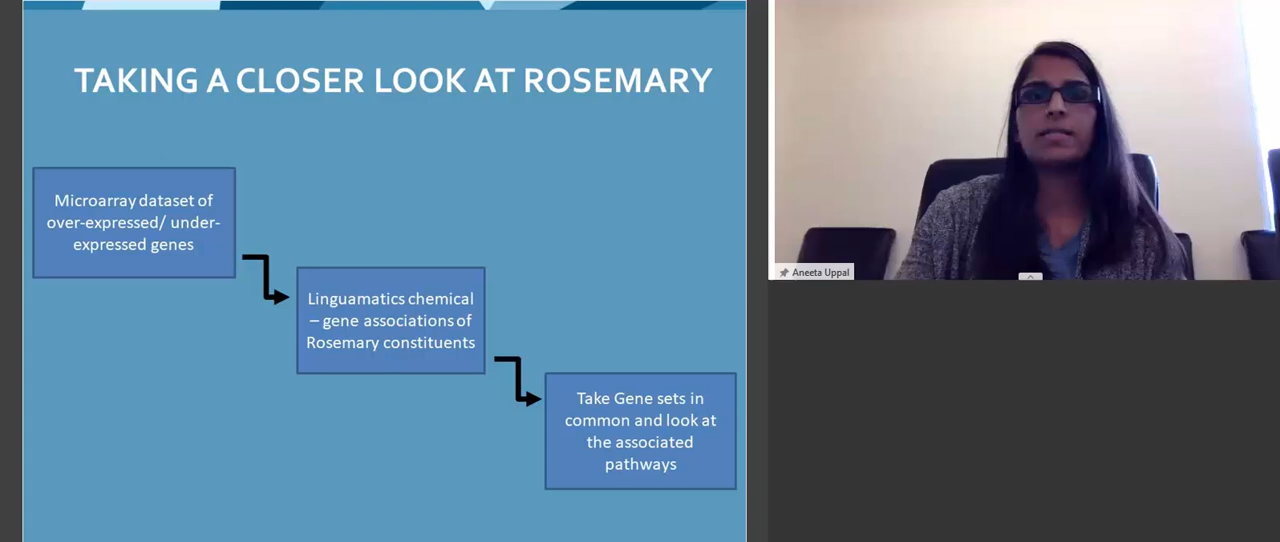 TAKING A CLOSER LOOK AT ROSEMARY
Microarray dataset of
over-expressed/ under-
expressed genes
Linguamatics chemical
– gene associations of
Rosemary constituents
Take Gene sets in
common and look at
the associated
pathways
Aneeta Uppal